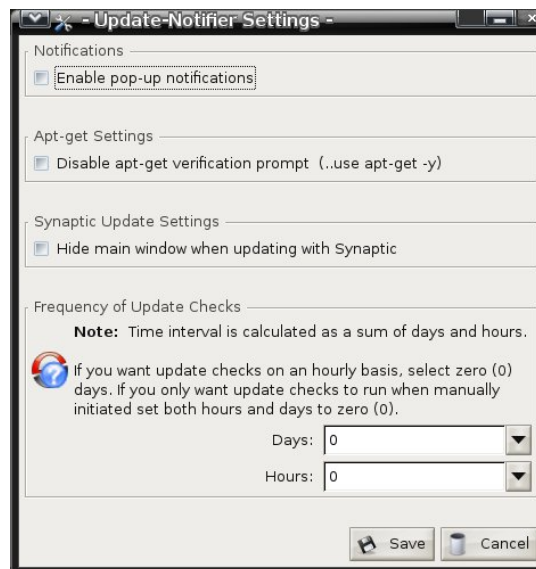 - Update-Notifier Settings -
Notifications
Enable pop-up notifications
Apt-get Settings
Disable apt-get verification prompt (..use apt-get -y)
Synaptic Update Settings
Hide main window when updating with Synaptic
Frequency of Update Checks
Note: Time interval is calculated as a sum of days and hours.
If you want update checks on an hourly basis, select zero (0)
days. If you only want update checks to run when manually
initiated set both hours and days to zero (0).
Days: 0
Hours: 0
Save Cancel